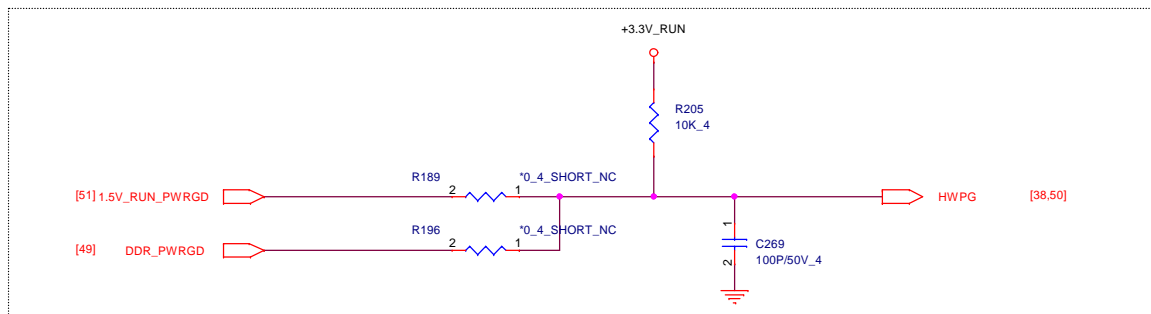 +3.3V_RUN
R205
10K_4
R189
*0_4_SHORT_NC
[51] 1.5V_RUN_PWRGD
2
1
HWPG
[38,50]
R196
*0_4_SHORT_NC
[49]
DDR_PWRGD
2
1
1
C269
2
100P/50V_4